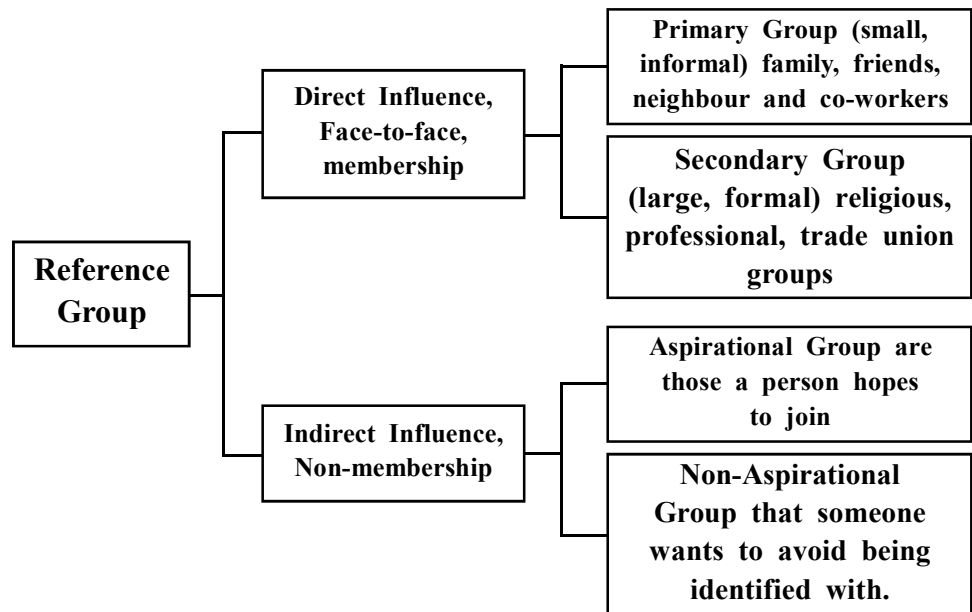 Reference
Group
Direct Influence,
Face-to-face,
membership
Primary Group (small,
informal) family, friends,
neighbour and co-workers
Secondary Group
(large, formal) religious,
professional, trade union
groups
Indirect Influence,
Non-membership
Aspirational Group are
those a person hopes
to join
Non-Aspirational
Group that someone
wants to avoid being
identified with.